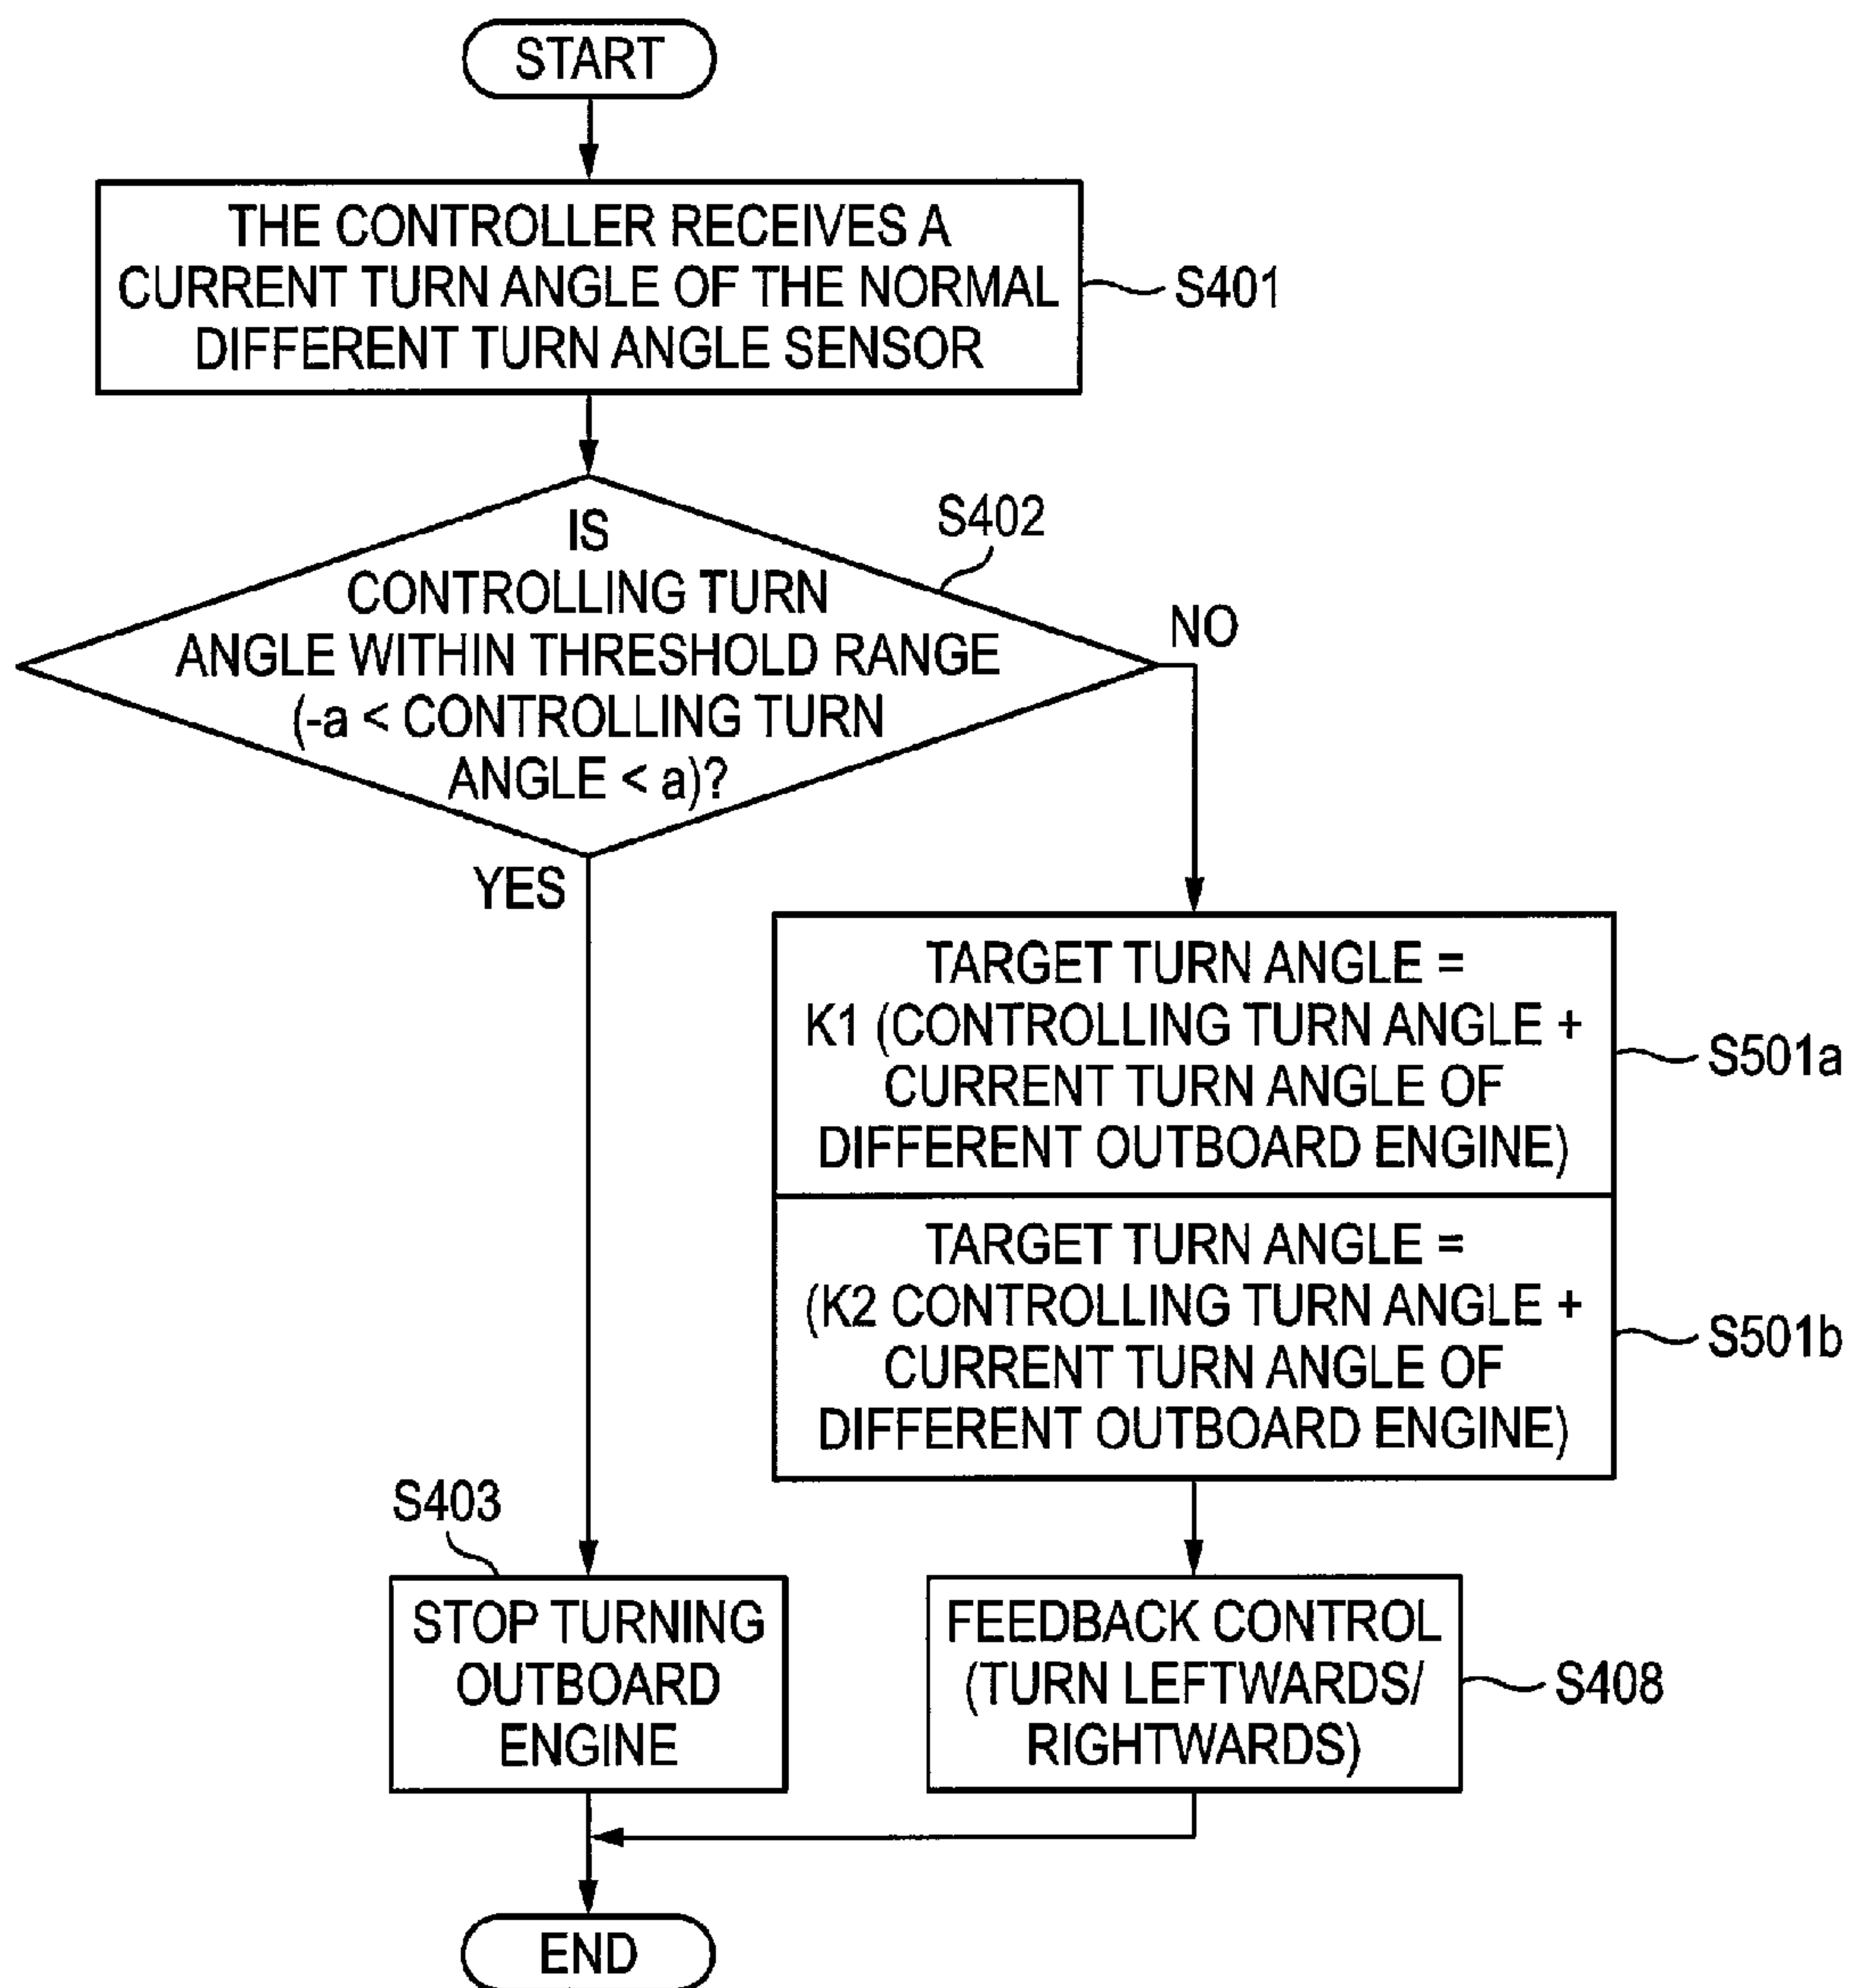 START
THE CONTROLLER RECEIVES A
CURRENT TURN ANGLE OF THE NORMAL
DIFFERENT TURN ANGLE SENSOR
S401
S402
IS
CONTROLLING TURN
ANGLE WITHIN THRESHOLD RANGE
(-a < CONTROLLING TURN
ANGLE < a)?
NO
YES
TARGET TURN ANGLE =
K1 (CONTROLLING TURN ANGLE +
CURRENT TURN ANGLE OF
DIFFERENT OUTBOARD ENGINE)
S501a
TARGET TURN ANGLE =
(K2 CONTROLLING TURN ANGLE +
CURRENT TURN ANGLE OF
DIFFERENT OUTBOARD ENGINE)
S501b
S403
STOP TURNING
OUTBOARD
ENGINE
FEEDBACK CONTROL
(TURN LEFTWARDS/
RIGHTWARDS)
S408
END